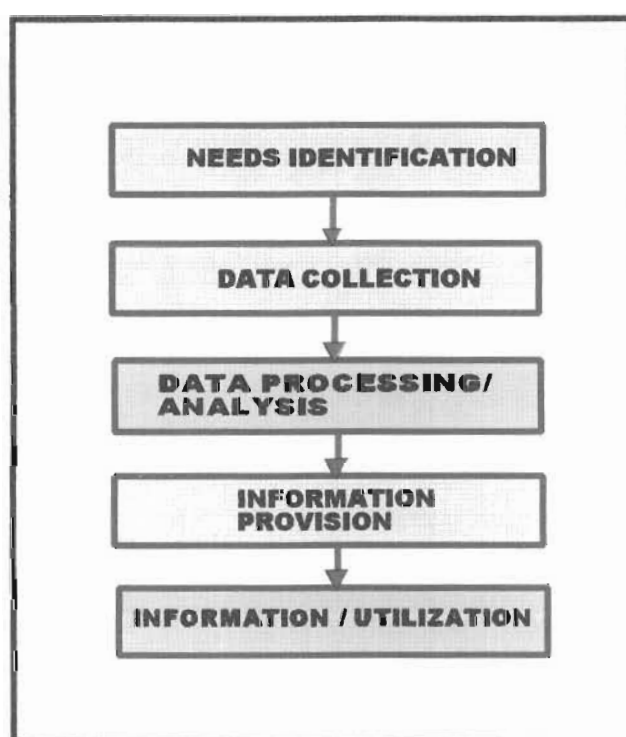 NEEDS IDENTIFICATION
DATA COLLECTION
DATA PROCESSING/
ANALYSIS
INFORMATION
PROVISION
INFORMATION / UTILIZATION